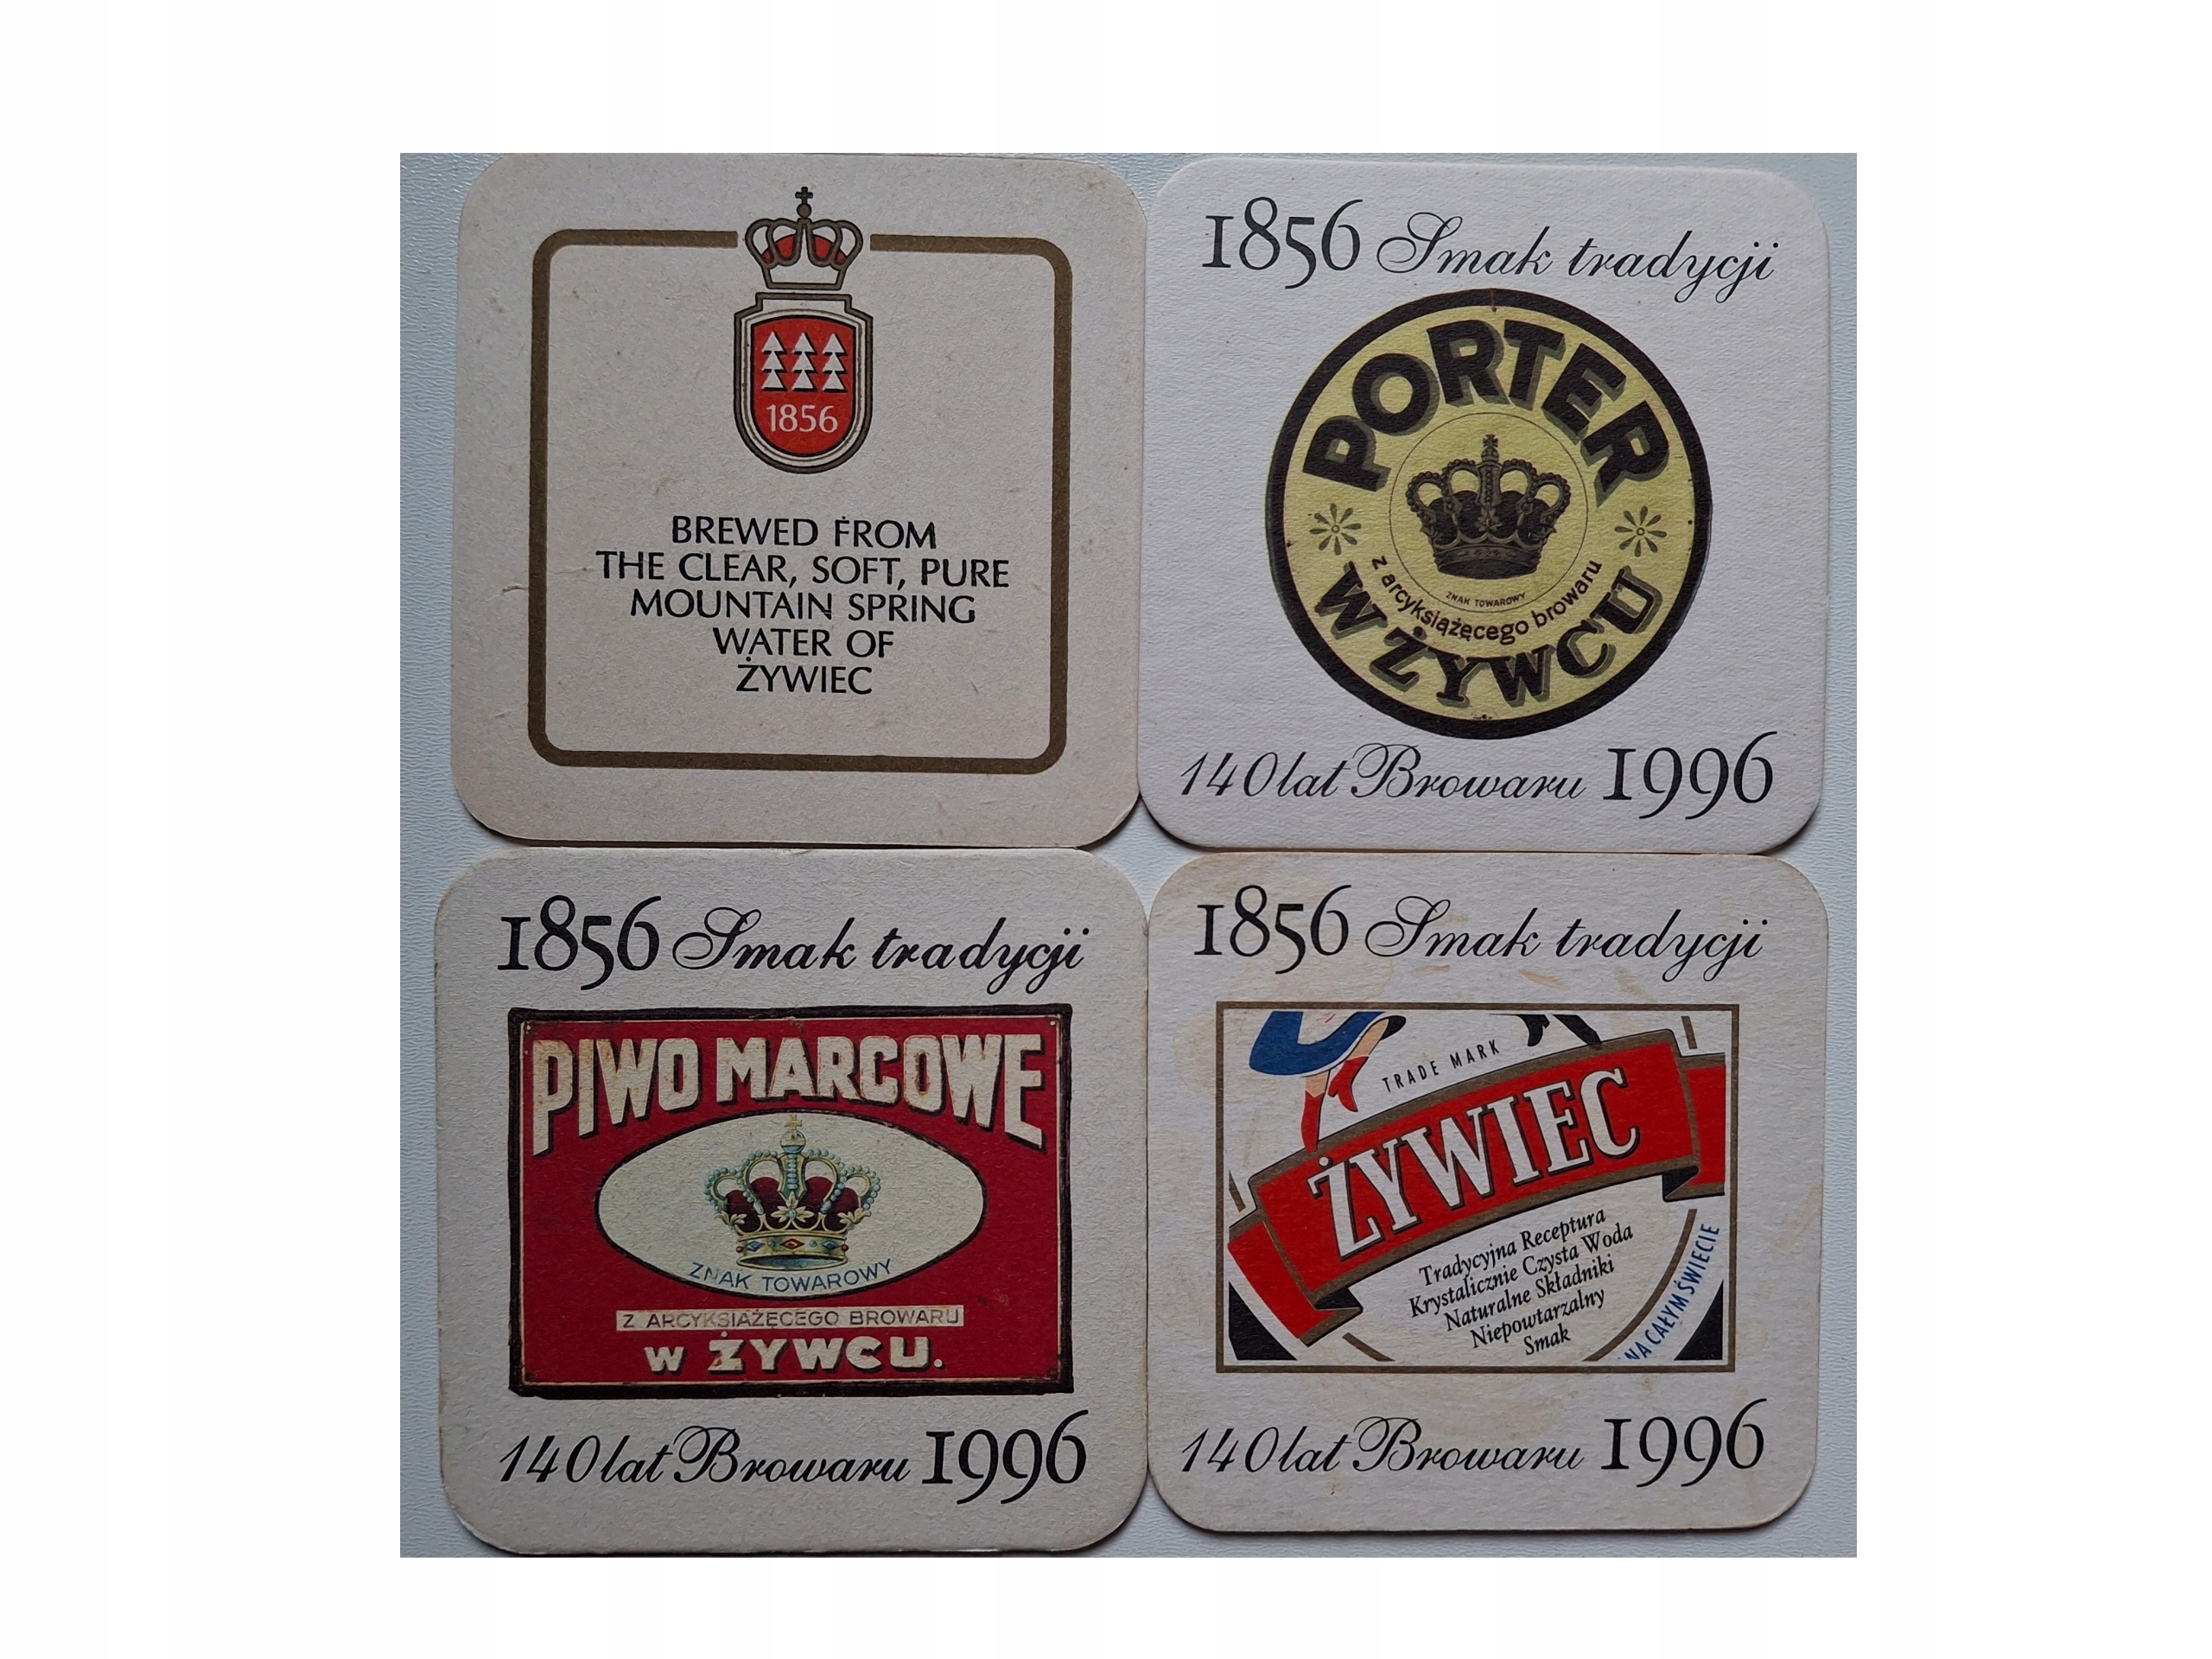 1856
BREWED FROM
THE CLEAR, SOFT, PURE
MOUNTAIN SPRING
WATER OF
ŻYWIEC
1856 Smak tradycji
PORTER
ZNAK TOWAROWY
z arcyksiążęcego browaru
W ŻYWCU
140 lat Browaru 1996
1856 Smak tradycji
PIWO MARCOWE
ZNAK TOWAROWY
Z ARCYKSIAŻĘCEGO BROWARU
W ŻYWCU.
140 lat Browaru 1996
1856 Smak tradycji
TRADE MARK
ŻYWIEC
Tradycyjna Receptura
Krystalicznie Czysta Woda
Naturalne Składniki
Niepowtarzalny
Smak
NA CAŁYM ŚWIECIE
140 lat Browaru 1996